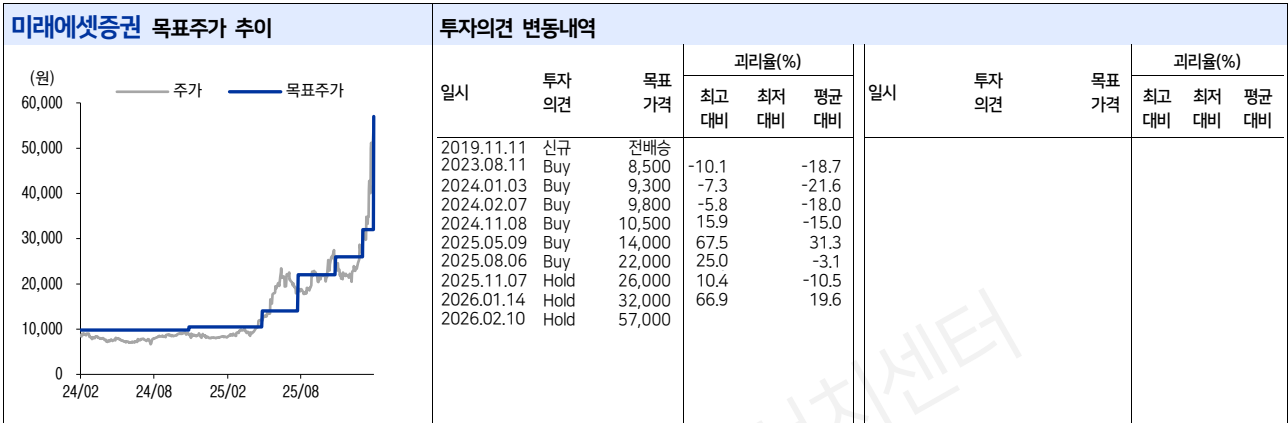 미래에셋증권 목표주가 추이
(원)
주가 목표주가
60,000
50,000
40,000
30,000
20,000
10,000
0
24/02 24/08 25/02 25/08
투자의견 변동내역
일시 투자의견 목표가격 괴리율(%)
최고대비 최저대비 평균대비
2019.11.11 신규 전배승
2023.08.11 Buy 8,500 -10.1 -18.7
2024.01.03 Buy 9,300 -7.3 -21.6
2024.02.07 Buy 9,800 -5.8 -18.0
2024.11.08 Buy 10,500 15.9 -15.0
2025.05.09 Buy 14,000 67.5 31.3
2025.08.06 Buy 22,000 25.0 -3.1
2025.11.07 Hold 26,000 10.4 -10.5
2026.01.14 Hold 32,000 66.9 19.6
2026.02.10 Hold 57,000
일시 투자의견 목표가격 괴리율(%)
최고대비 최저대비 평균대비
센터